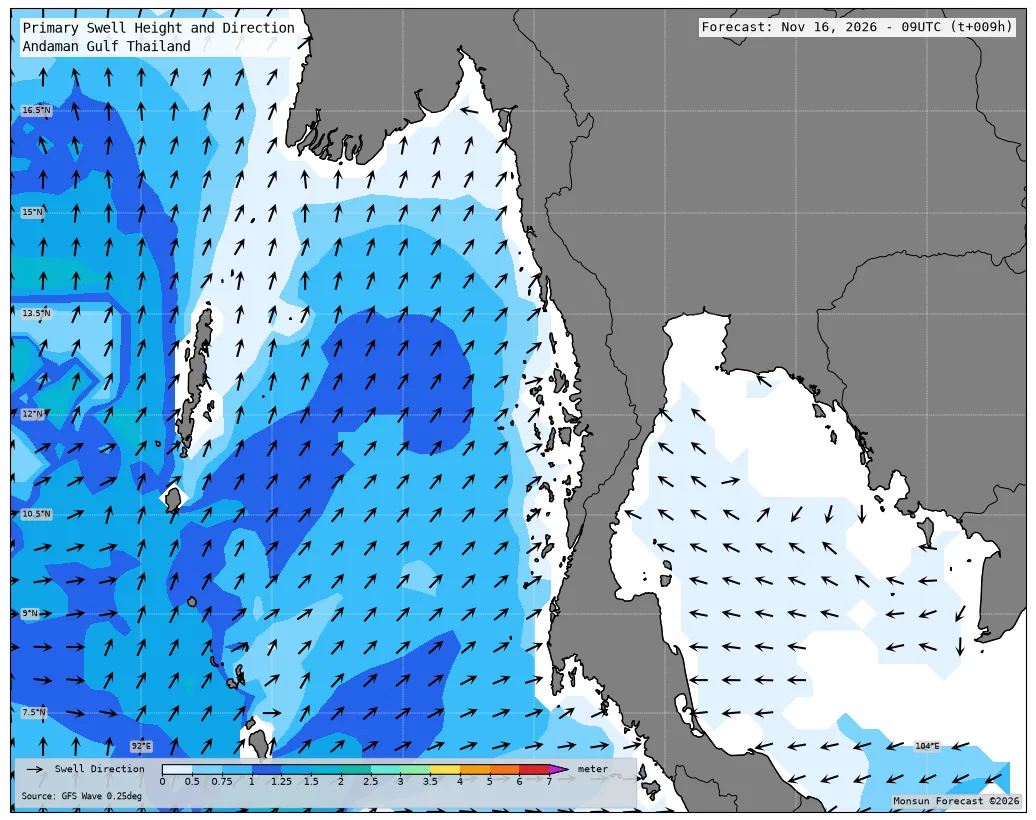 Primary Swell Height and Direction
Andaman Gulf Thailand
Forecast: Nov 16, 2026 - 09UTC (t+009h)
16.5°N
15°N
13.5°N
12°N
10.5°N
9°N
7.5°N
92°E
104°E
Swell Direction
meter
0 0.5 0.75 1 1.25 1.5 2 2.5 3 3.5 4 5 6 7
Source: GFS Wave 0.25deg
Monsun Forecast ©2026